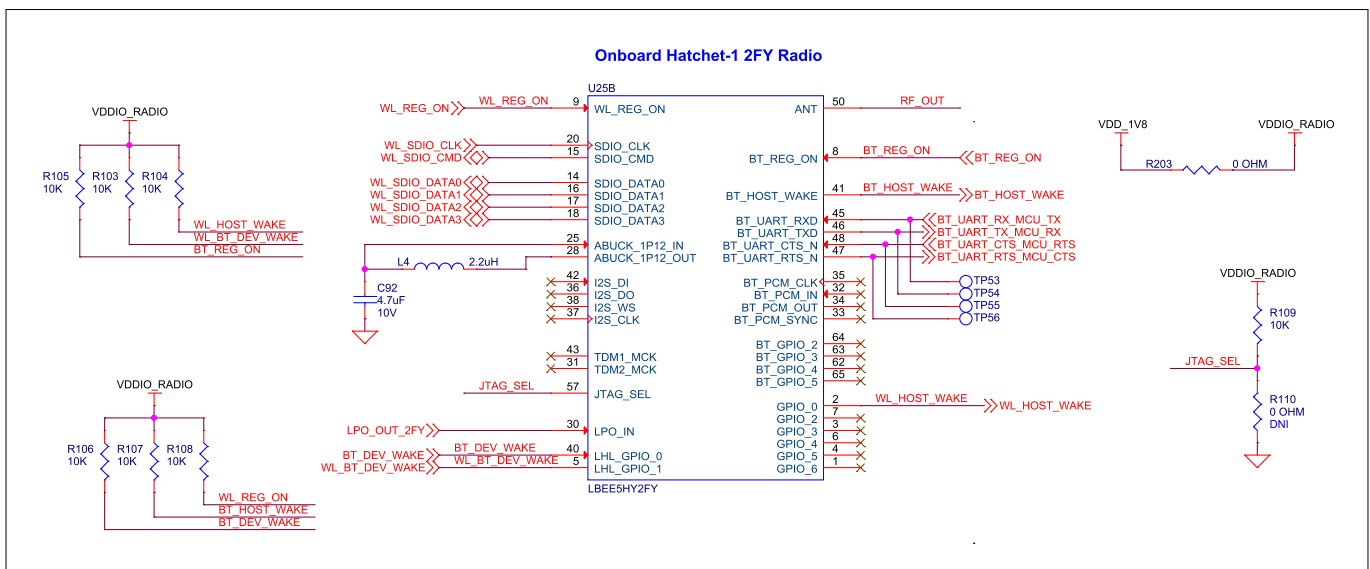 Onboard Hatchet-1 2FY Radio
VDDIO_RADIO
R105
10K
R103
10K
R104
10K
WL_HOST_WAKE
WL_BT_DEV_WAKE
BT_REG_ON
VDDIO_RADIO
R106
10K
R107
10K
R108
10K
WL_REG_ON
BT_HOST_WAKE
BT_DEV_WAKE
U25B
WL_REG_ON WL_REG_ON 9 WL_REG_ON
WL_SDIO_CLK 20 SDIO_CLK
WL_SDIO_CMD 15 SDIO_CMD
WL_SDIO_DATA0 14 SDIO_DATA0
WL_SDIO_DATA1 16 SDIO_DATA1
WL_SDIO_DATA2 17 SDIO_DATA2
WL_SDIO_DATA3 18 SDIO_DATA3
25 ABUCK_1P12_IN
28 ABUCK_1P12_OUT
L4 2.2uH
C92
4.7uF
10V
42 I2S_DI
36 I2S_DO
38 I2S_WS
37 I2S_CLK
43 TDM1_MCK
31 TDM2_MCK
JTAG_SEL 57 JTAG_SEL
LPO_OUT_2FY 30 LPO_IN
BT_DEV_WAKE BT_DEV_WAKE 40 LHL_GPIO_0
WL_BT_DEV_WAKE WL_BT_DEV_WAKE 5 LHL_GPIO_1
LBEE5HY2FY
ANT 50 RF_OUT
BT_REG_ON 8 BT_REG_ON BT_REG_ON
BT_HOST_WAKE 41 BT_HOST_WAKE BT_HOST_WAKE
BT_UART_RXD 45 BT_UART_RX_MCU_TX
BT_UART_TXD 46 BT_UART_TX_MCU_RX
BT_UART_CTS_N 48 BT_UART_CTS_MCU_RTS
BT_UART_RTS_N 47 BT_UART_RTS_MCU_CTS
BT_PCM_CLK 35
BT_PCM_IN 32
BT_PCM_OUT 34
BT_PCM_SYNC 33
TP53
TP54
TP55
TP56
BT_GPIO_2 64
BT_GPIO_3 63
BT_GPIO_4 62
BT_GPIO_5 65
GPIO_0 2 WL_HOST_WAKE WL_HOST_WAKE
GPIO_2 7
GPIO_3 3
GPIO_4 6
GPIO_5 4
GPIO_6 1
VDD_1V8 VDDIO_RADIO
R203 0 OHM
VDDIO_RADIO
R109
10K
JTAG_SEL
R110
0 OHM
DNI